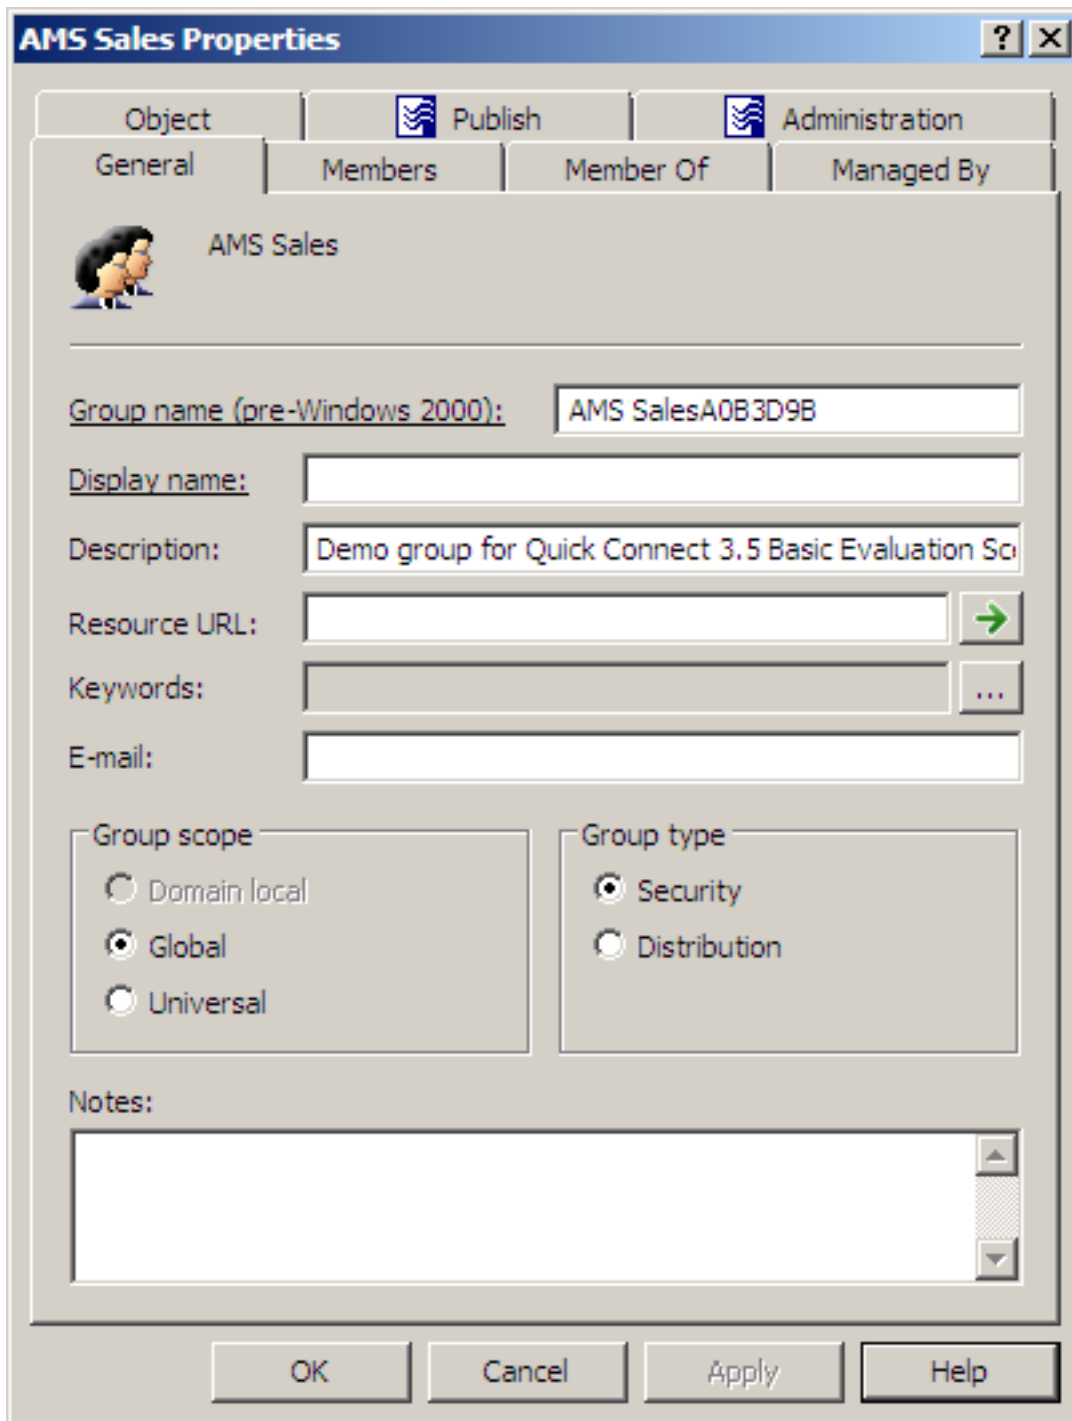 AMS Sales Properties
Object Publish Administration
General Members Member Of Managed By
AMS Sales
Group name (pre-Windows 2000): AMS SalesA0B3D9B
Display name:
Description: Demo group for Quick Connect 3.5 Basic Evaluation
Resource URL:
Keywords: ...
E-mail:
Group scope Group type
Domain local Security
Global Distribution
Universal
Notes:
OK Cancel Apply Help